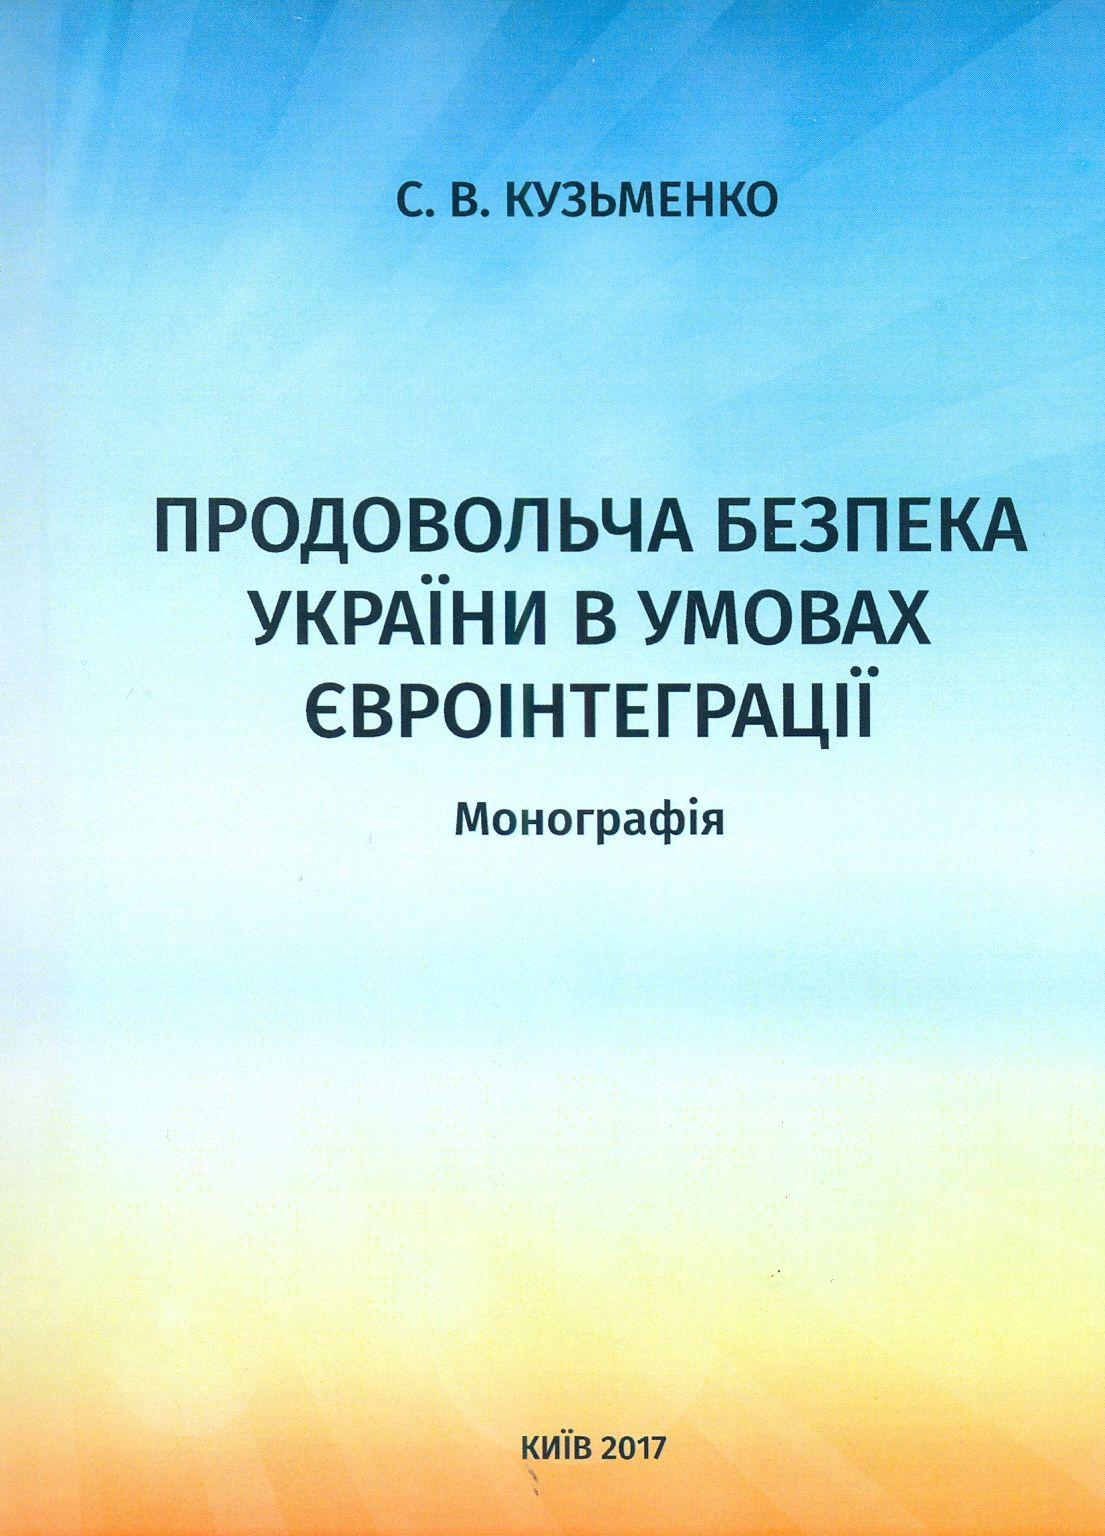 С. В. КУЗЬМЕНКО
ПРОДОВОЛЬЧА БЕЗПЕКА
УКРАЇНИ В УМОВАХ
ЄВРОІНТЕГРАЦІЇ
Монографія
КИЇВ 2017